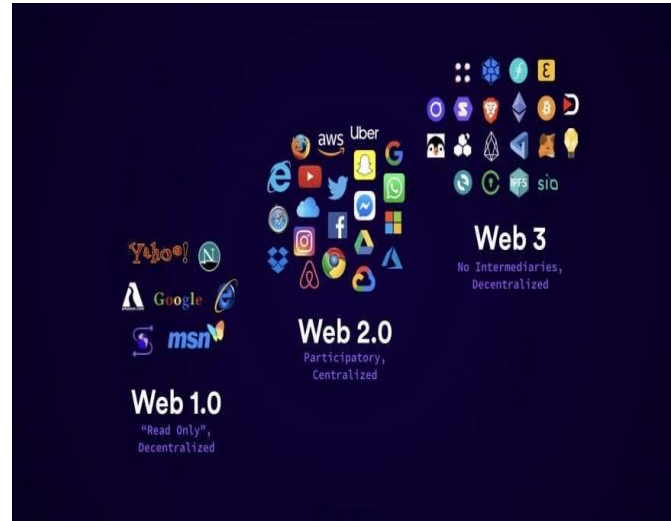 aws Uber
IPFS sia
Web 3
No Intermediaries,
Decentralized
Web 2.0
Participatory,
Centralized
Yahoo! N
Google
msn
Web 1.0
“Read Only”,
Decentralized